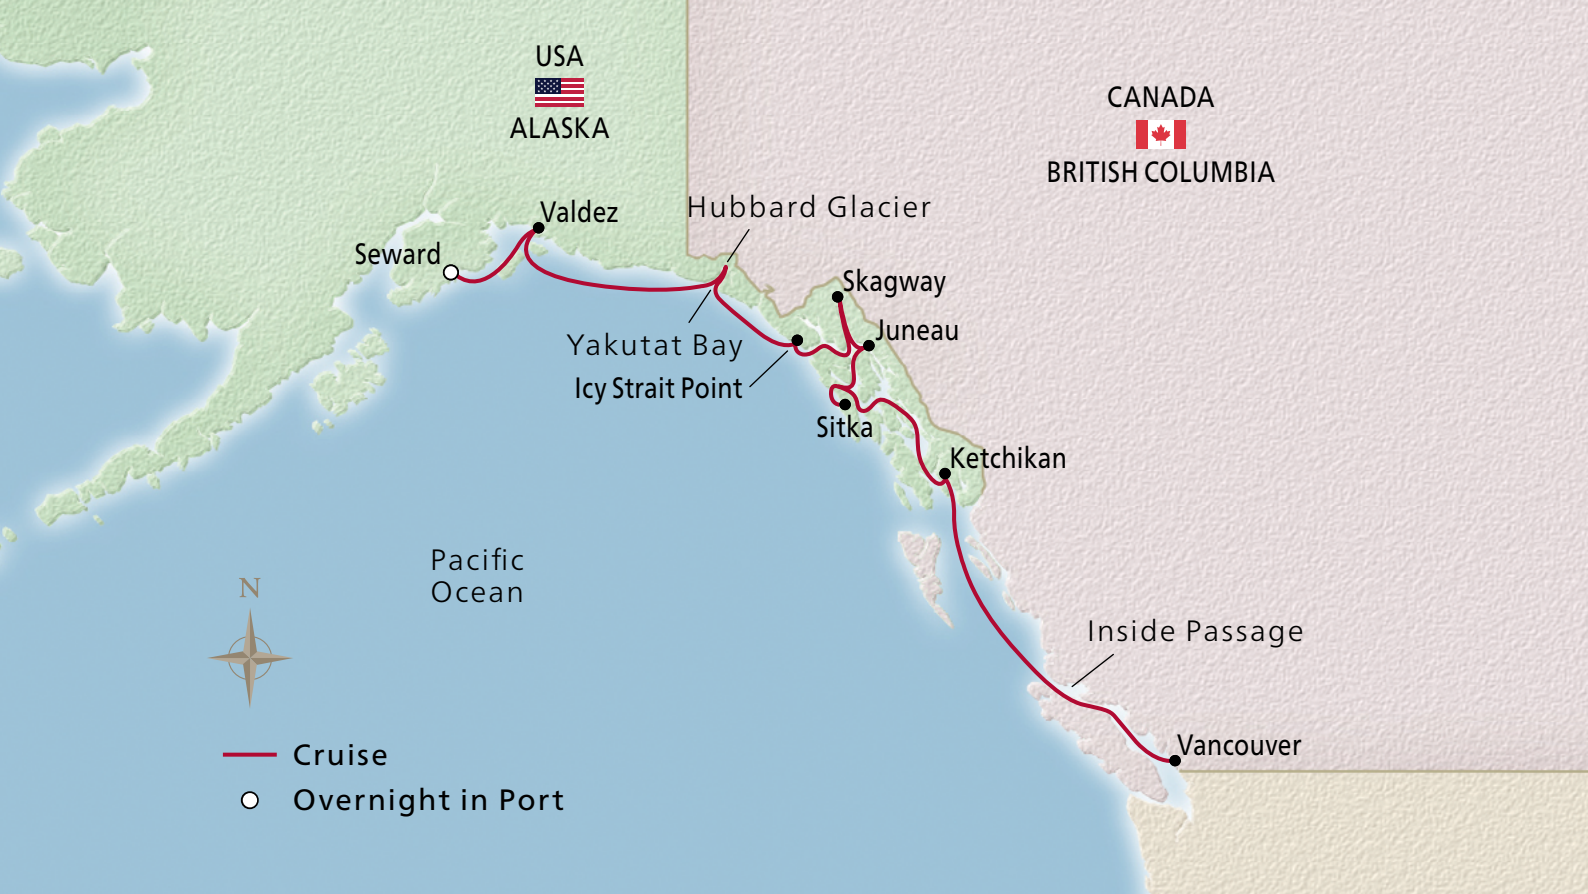 USA
ALASKA
CANADA
BRITISH COLUMBIA
Hubbard Glacier
Valdez
Seward
Skagway
Juneau
Yakutat Bay
Icy Strait Point
Sitka
Ketchikan
Pacific
Ocean
N
Inside Passage
Vancouver
Cruise
Overnight in Port